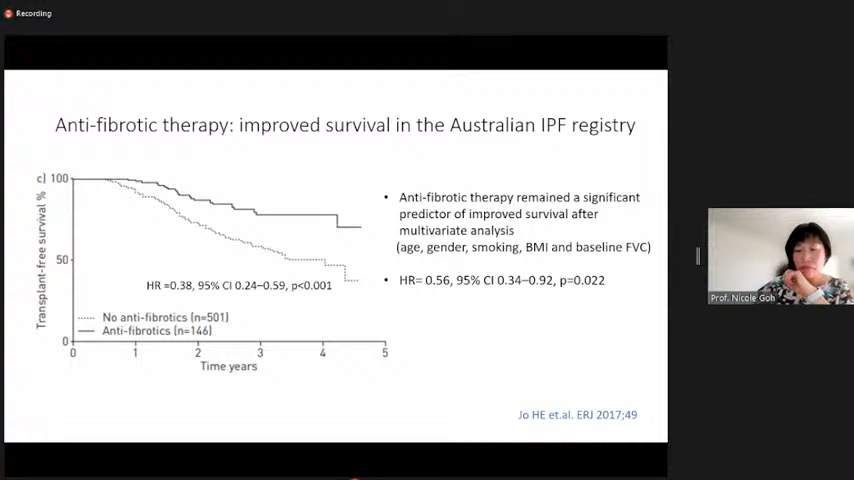 Recording
Anti-fibrotic therapy: improved survival in the Australian IPF registry
c) 100
50
0
Transplant-free survival %
HR =0.38, 95% CI 0.24–0.59, p<0.001
No anti-fibrotics (n=501)
Anti-fibrotics (n=146)
0 1 2 3 4 5
Time years
• Anti-fibrotic therapy remained a significant
predictor of improved survival after
multivariate analysis
(age, gender, smoking, BMI and baseline FVC)
• HR= 0.56, 95% CI 0.34–0.92, p=0.022
Jo HE et.al. ERJ 2017;49
Prof. Nicole Goh